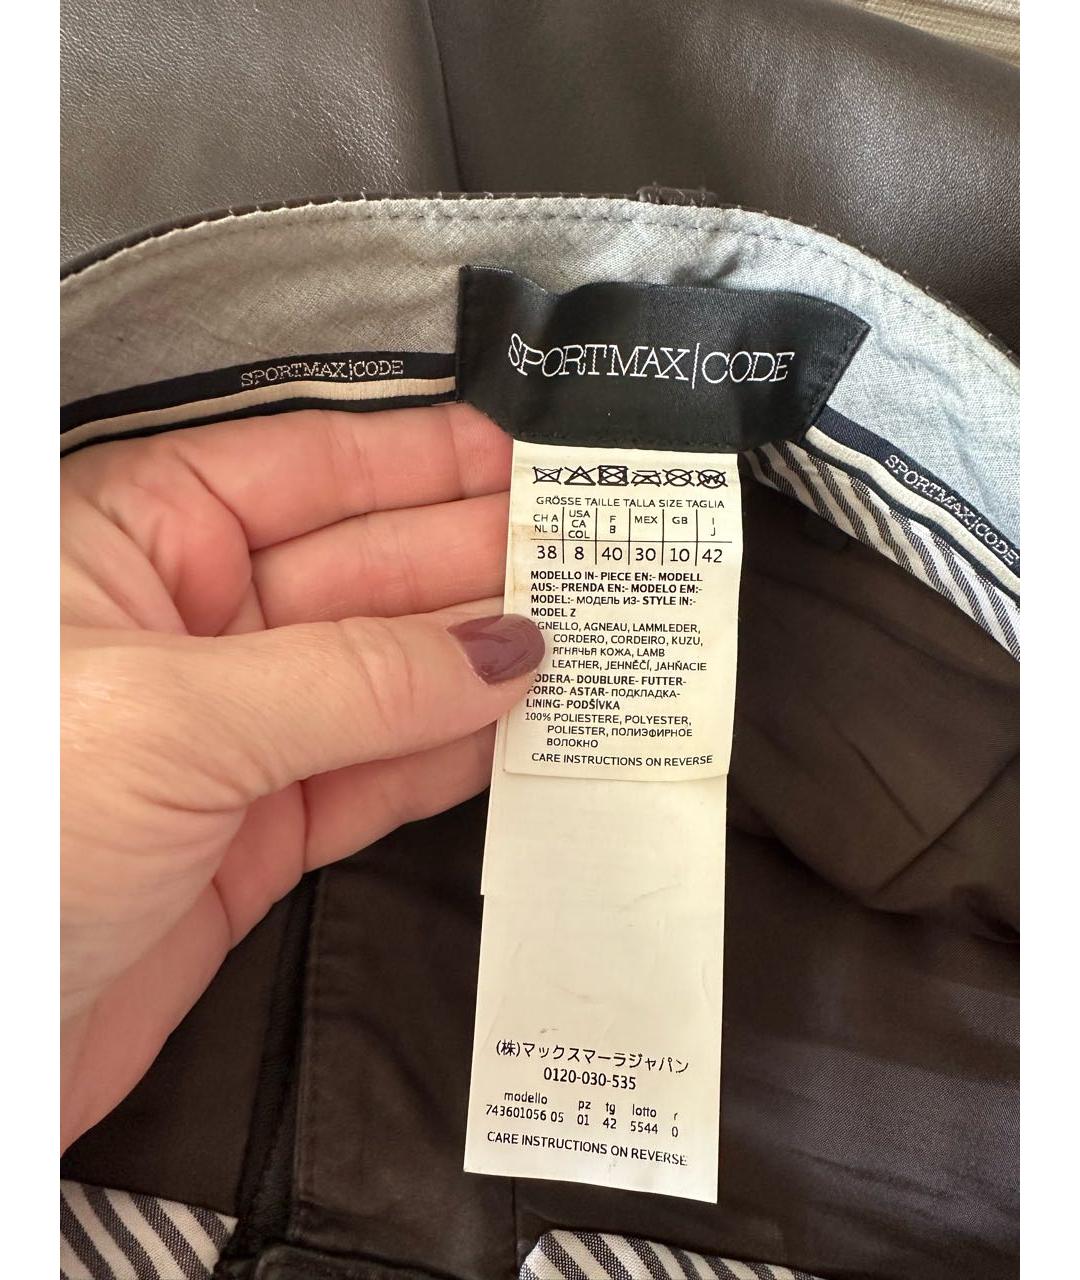 SPORTMAX|CODE
SPORTMAX|CODE
SPORTMAX|CODE
GRÖSSE TAILLE TALLA SIZE TAGLIA
CH A NL D USA CA COL F B MEX GB I J
38 8 40 30 10 42
MODELLO IN- PIECE EN:- MODELL
AUS:- PRENDA EN:- MODELO EM:-
MODEL:- МОДЕЛЬ ИЗ- STYLE IN:-
MODEL Z
GNELLO, AGNEAU, LAMMLEDER,
CORDERO, CORDEIRO, KUZU,
ЯГНЯЧЬЯ КОЖА, LAMB
LEATHER, JEHNĚČÍ, JAHŇACIE
ODERA- DOUBLURE- FUTTER-
FORRO- ASTAR- ПОДКЛАДКА-
LINING- PODŠÍVKA
100% POLIESTERE, POLYESTER,
POLIESTER, ПОЛИЭФИРНОЕ
ВОЛОКНО
CARE INSTRUCTIONS ON REVERSE
(株)マックスマーラジャパン
0120-030-535
modello pz tg lotto r
743601056 05 01 42 5544 0
CARE INSTRUCTIONS ON REVERSE